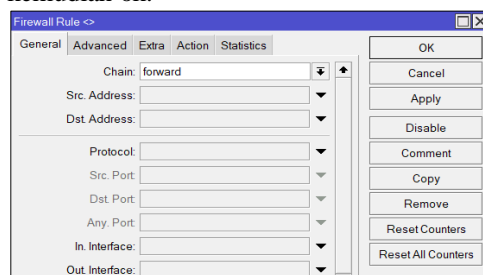 Firewall Rule <>
General Advanced Extra Action Statistics
OK
Chain: forward
Cancel
Src. Address:
Apply
Dst. Address:
Disable
Protocol:
Comment
Src. Port:
Copy
Dst. Port:
Remove
Any. Port:
Reset Counters
In. Interface:
Reset All Counters
Out. Interface: